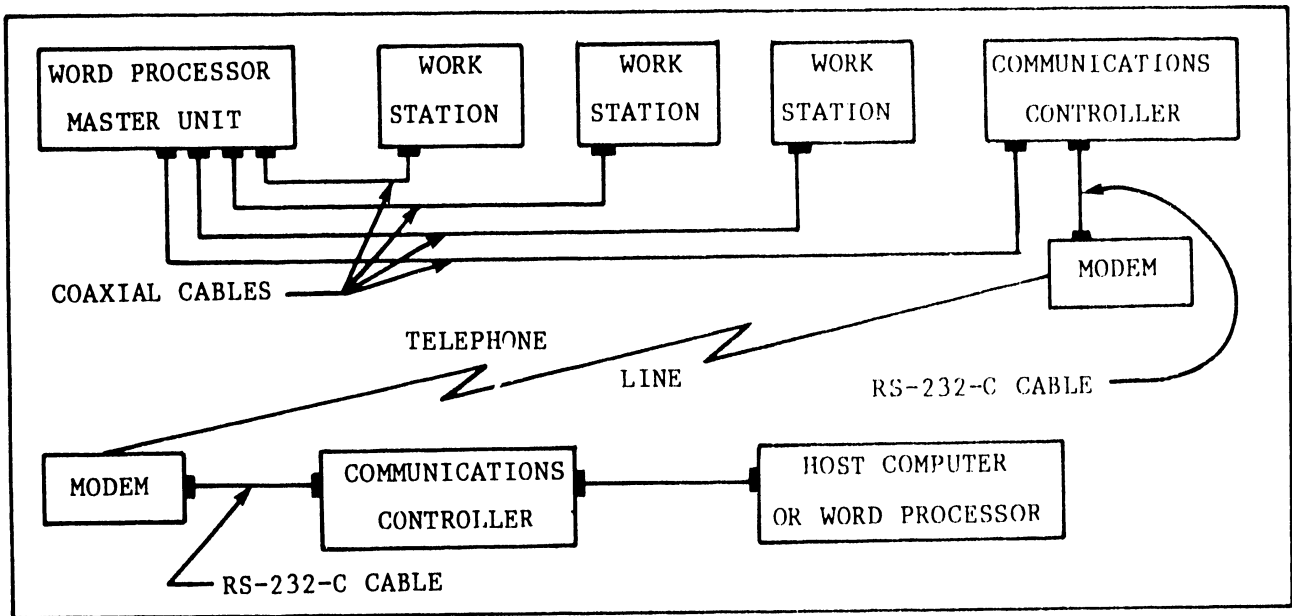 WORD PROCESSOR
MASTER UNIT
WORK
STATION
WORK
STATION
WORK
STATION
COMMUNICATIONS
CONTROLLER
MODEM
COAXIAL CABLES
TELEPHONE
LINE
RS-232-C CABLE
MODEM
COMMUNICATIONS
CONTROLLER
HOST COMPUTER
OR WORD PROCESSOR
RS-232-C CABLE